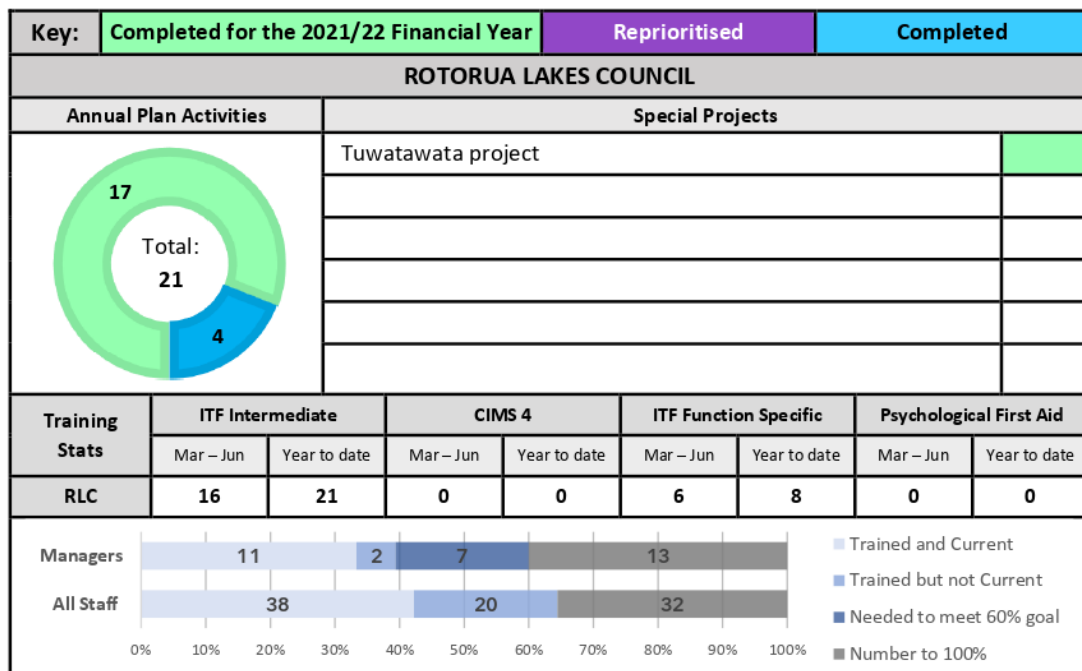 Key: Completed for the 2021/22 Financial Year Reprioritised Completed
ROTORUA LAKES COUNCIL
Annual Plan Activities Special Projects
Tuwatawata project
17
Total:
21
4
Training Stats ITF Intermediate CIMS 4 ITF Function Specific Psychological First Aid
Mar – Jun Year to date Mar – Jun Year to date Mar – Jun Year to date Mar – Jun Year to date
RLC 16 21 0 0 6 8 0 0
Managers 11 2 7 13
All Staff 38 20 32
0% 10% 20% 30% 40% 50% 60% 70% 80% 90% 100%
Trained and Current
Trained but not Current
Needed to meet 60% goal
Number to 100%